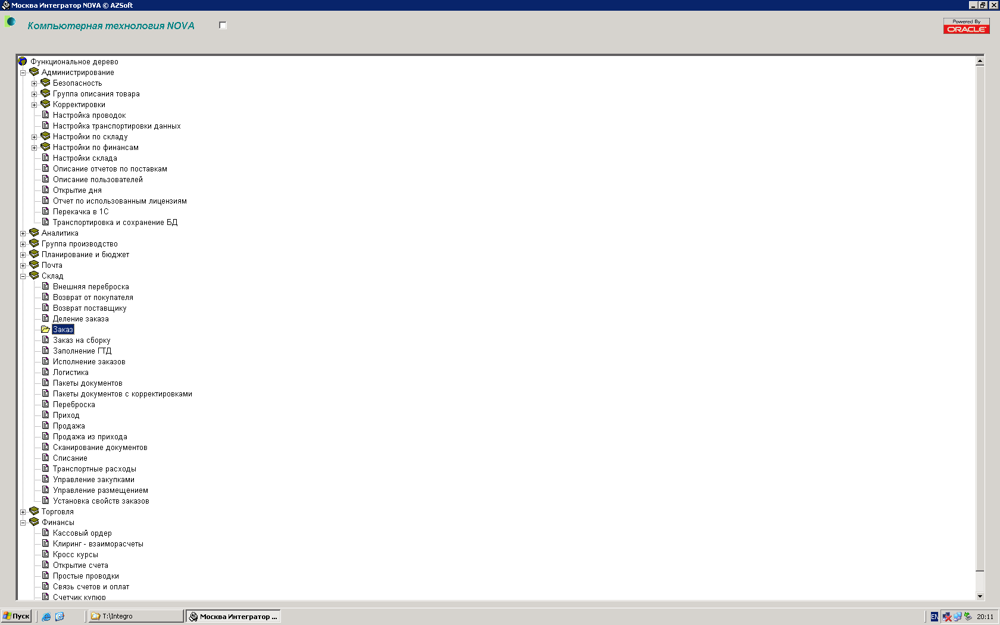 Москва Интегратор NOVA © AZSoft
Компьютерная технология NOVA
Powered By
ORACLE
Функциональное дерево
Администрирование
Безопасность
Группа описания товара
Корректировки
Настройка проводок
Настройка транспортировки данных
Настройки по складу
Настройки по финансам
Настройки склада
Описание отчетов по поставкам
Описание пользователей
Открытие дня
Отчет по использованным лицензиям
Перекачка в 1С
Транспортировка и сохранение БД
Аналитика
Группа производство
Планирование и бюджет
Почта
Склад
Внешняя переброска
Возврат от покупателя
Возврат поставщику
Деление заказа
Заказ
Заказ на сборку
Заполнение ГТД
Исполнение заказов
Логистика
Пакеты документов
Пакеты документов с корректировками
Переброска
Приход
Продажа
Продажа из прихода
Сканирование документов
Списание
Транспортные расходы
Управление закупками
Управление размещением
Установка свойств заказов
Торговля
Финансы
Кассовый ордер
Клиринг - взаиморасчеты
Кросс курсы
Открытие счета
Простые проводки
Связь счетов и оплат
Счетчик купюр
Пуск
T:\Integro
Москва Интегратор ...
EN
20:11